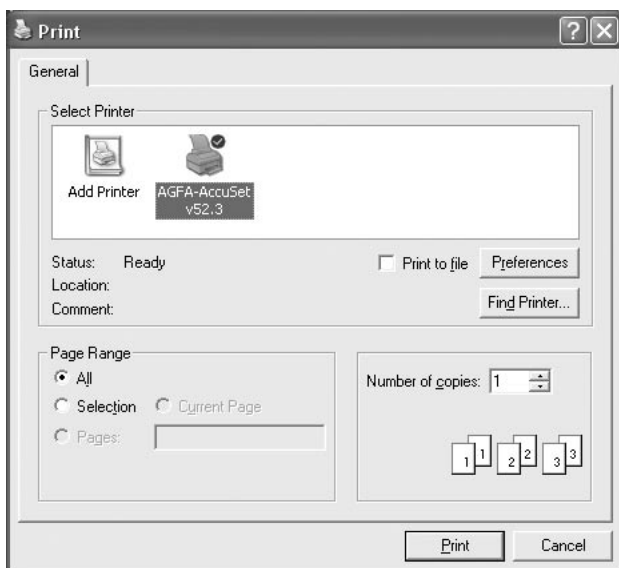 Print
General
Select Printer
Add Printer
AGFA-AccuSet
v52.3
Status: Ready
Print to file
Preferences
Location:
Comment:
Find Printer...
Page Range
All
Selection
Current Page
Pages:
Number of copies: 1
1 1 2 2 3 3
Print
Cancel